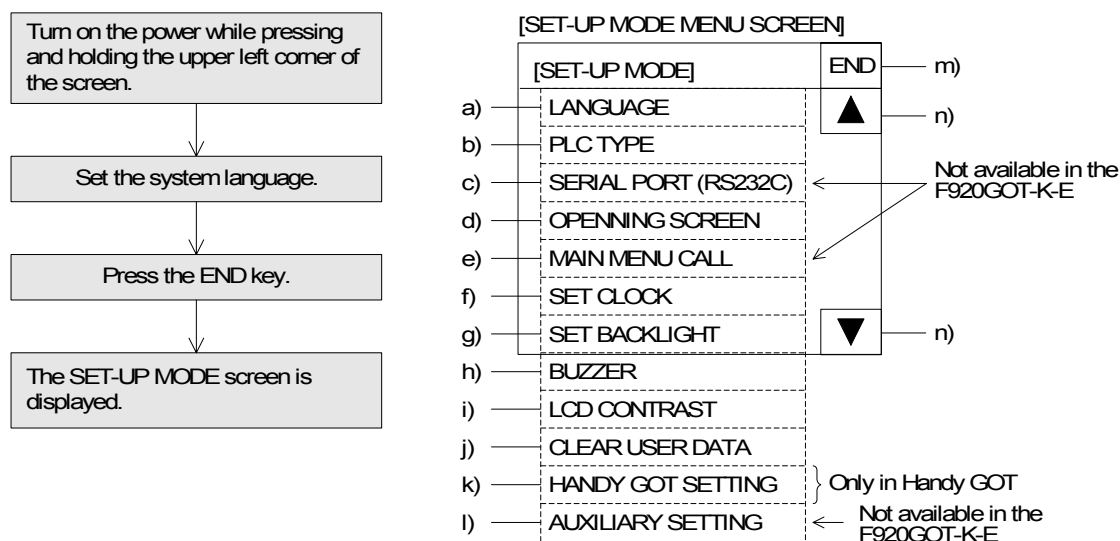 Turn on the power while pressing
and holding the upper left corner of
the screen.
Set the system language.
Press the END key.
The SET-UP MODE screen is
displayed.
[SET-UP MODE MENU SCREEN]
[SET-UP MODE]
END
m)
a) LANGUAGE
▲
n)
b) PLC TYPE
c) SERIAL PORT (RS232C)
Not available in the
F920GOT-K-E
d) OPENNING SCREEN
e) MAIN MENU CALL
f) SET CLOCK
g) SET BACKLIGHT
▼
n)
h) BUZZER
i) LCD CONTRAST
j) CLEAR USER DATA
k) HANDY GOT SETTING
Only in Handy GOT
l) AUXILIARY SETTING
Not available in the
F920GOT-K-E